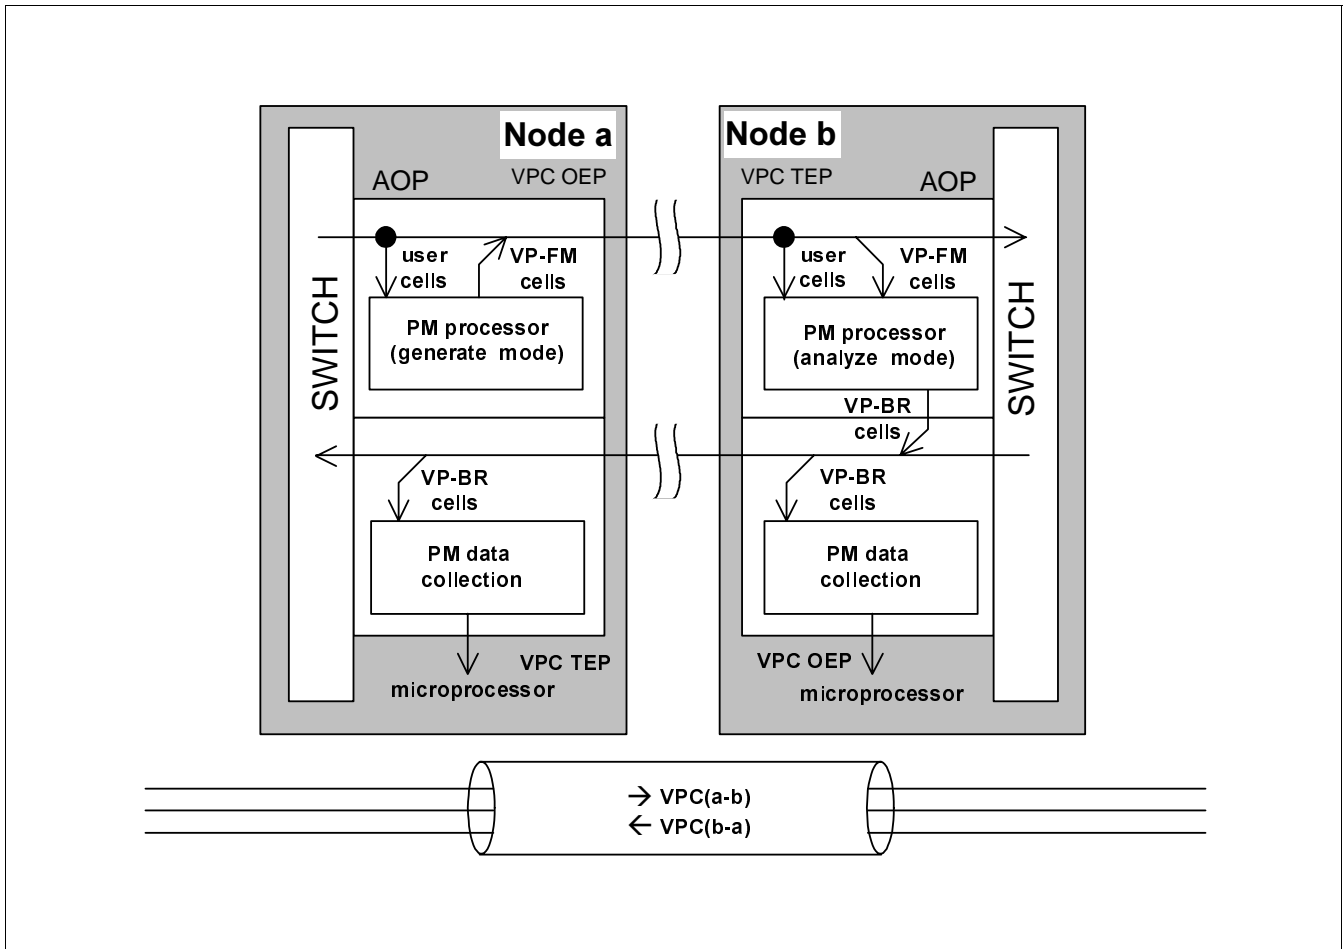 Node a
AOP
VPC OEP
SWITCH
user
cells
VP-FM
cells
PM processor
(generate mode)
VP-BR
cells
PM data
collection
VPC TEP
microprocessor
Node b
VPC TEP
AOP
SWITCH
user
cells
VP-FM
cells
PM processor
(analyze mode)
VP-BR
cells
VP-BR
cells
PM data
collection
VPC OEP
microprocessor
→ VPC(a-b)
← VPC(b-a)